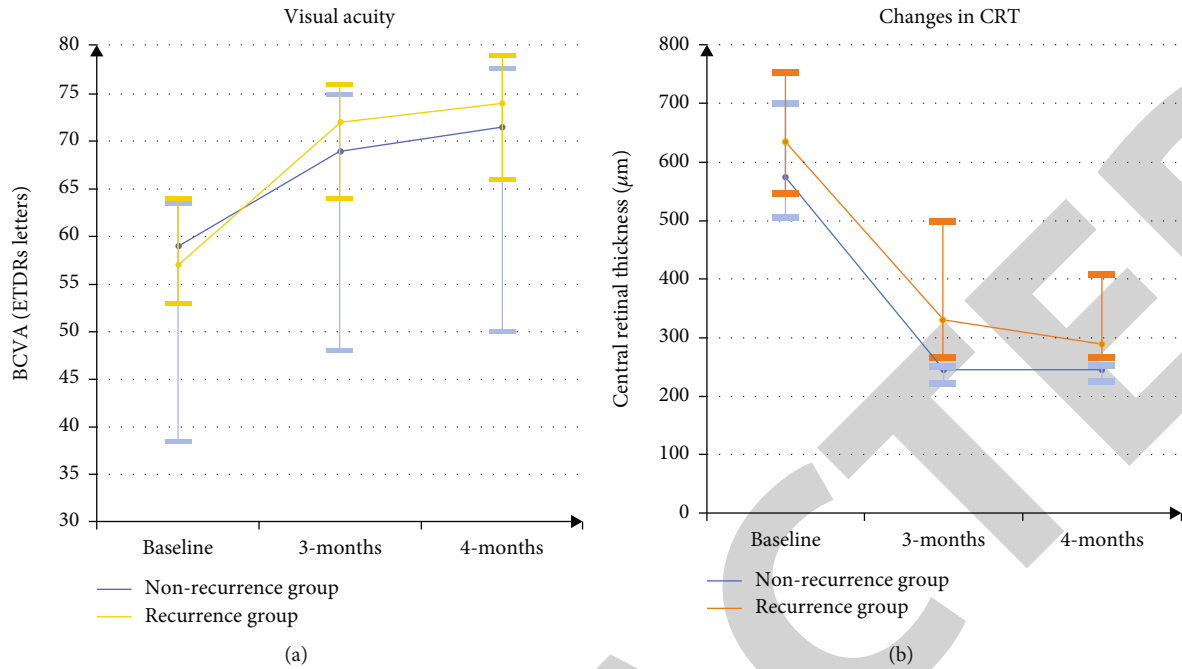 Visual acuity
80
75
70
65
60
55
50
45
40
35
30
BCVA (ETDRs letters)
Baseline
3-months
4-months
Non-recurrence group
Recurrence group
(a)
Changes in CRT
800
700
600
500
400
300
200
100
0
Central retinal thickness (μm)
Baseline
3-months
4-months
Non-recurrence group
Recurrence group
(b)